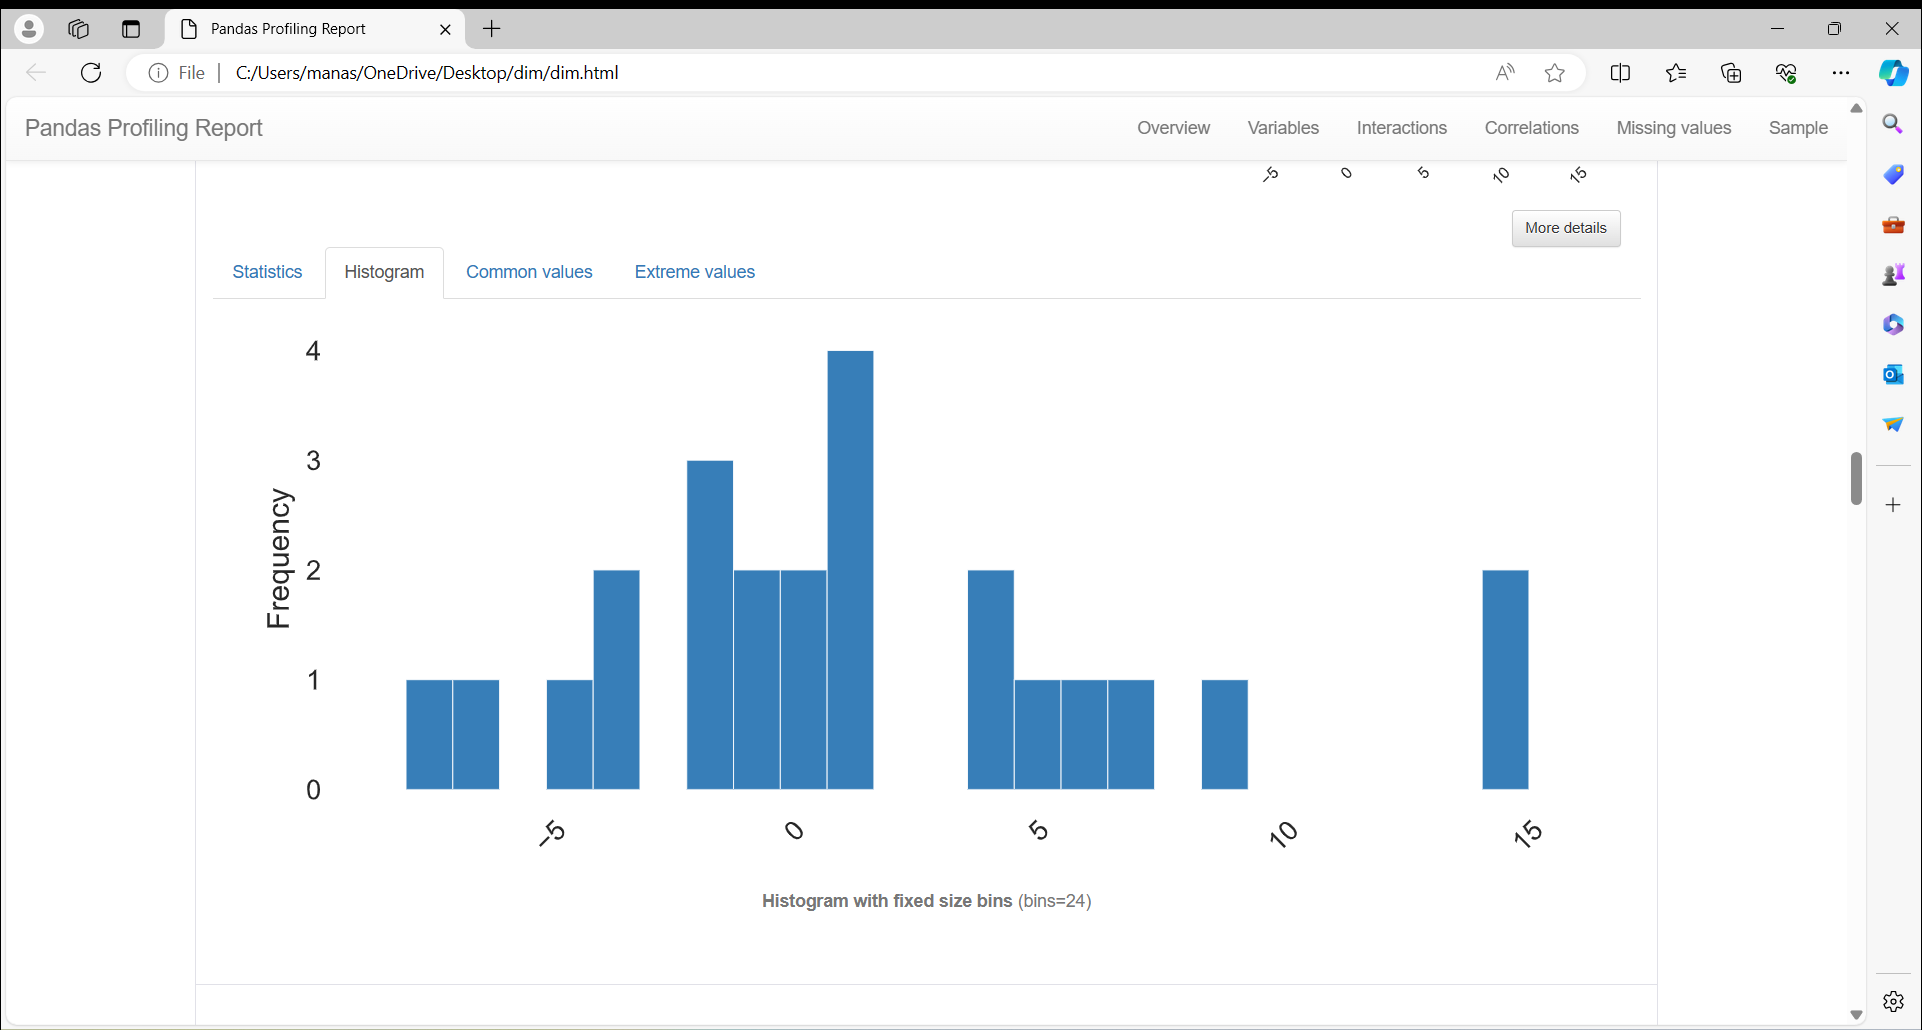 Pandas Profiling Report
File | C:/Users/manas/OneDrive/Desktop/dim/dim.html
Pandas Profiling Report Overview Variables Interactions Correlations Missing values Sample
−5 0 5 10 15
More details
Statistics Histogram Common values Extreme values
4
3
Frequency
2
1
0
−5 0 5 10 15
Histogram with fixed size bins (bins=24)